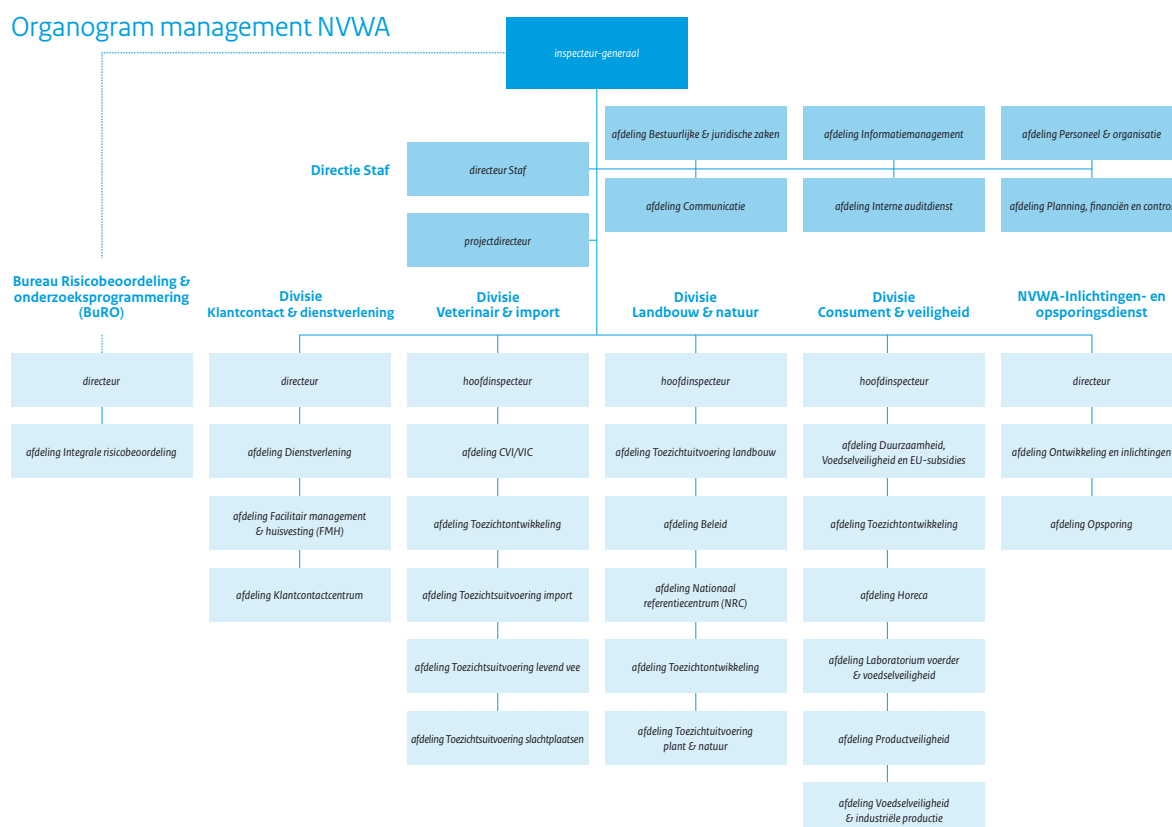 Organogram management NVWA
inspecteur-generaal
afdeling Bestuurlijke & juridische zaken
afdeling Informatiemanagement
afdeling Personeel & organisatie
Directie Staf
directeur Staf
afdeling Communicatie
afdeling Interne auditdienst
afdeling Planning, financiën en control
projectdirecteur
Bureau Risicobeoordeling &
onderzoeksprogrammering
(BuRO)
Divisie
Klantcontact & dienstverlening
Divisie
Veterinair & import
Divisie
Landbouw & natuur
Divisie
Consument & veiligheid
NVWA-Inlichtingen- en
opsporingsdienst
directeur
directeur
hoofdinspecteur
hoofdinspecteur
hoofdinspecteur
directeur
afdeling Integrale risicobeoordeling
afdeling Dienstverlening
afdeling CVI/VIC
afdeling Toezichtuitvoering landbouw
afdeling Duurzaamheid,
Voedselveiligheid en EU-subsidies
afdeling Ontwikkeling en inlichtingen
afdeling Facilitair management
& huisvesting (FMH)
afdeling Toezichtontwikkeling
afdeling Beleid
afdeling Toezichtontwikkeling
afdeling Opsporing
afdeling Klantcontactcentrum
afdeling Toezichtsuitvoering import
afdeling Nationaal
referentiecentrum (NRC)
afdeling Horeca
afdeling Toezichtsuitvoering levend vee
afdeling Toezichtontwikkeling
afdeling Laboratorium voerder
& voedselveiligheid
afdeling Toezichtsuitvoering slachtplaatsen
afdeling Toezichtuitvoering
plant & natuur
afdeling Productveiligheid
afdeling Voedselveiligheid
& industriële productie